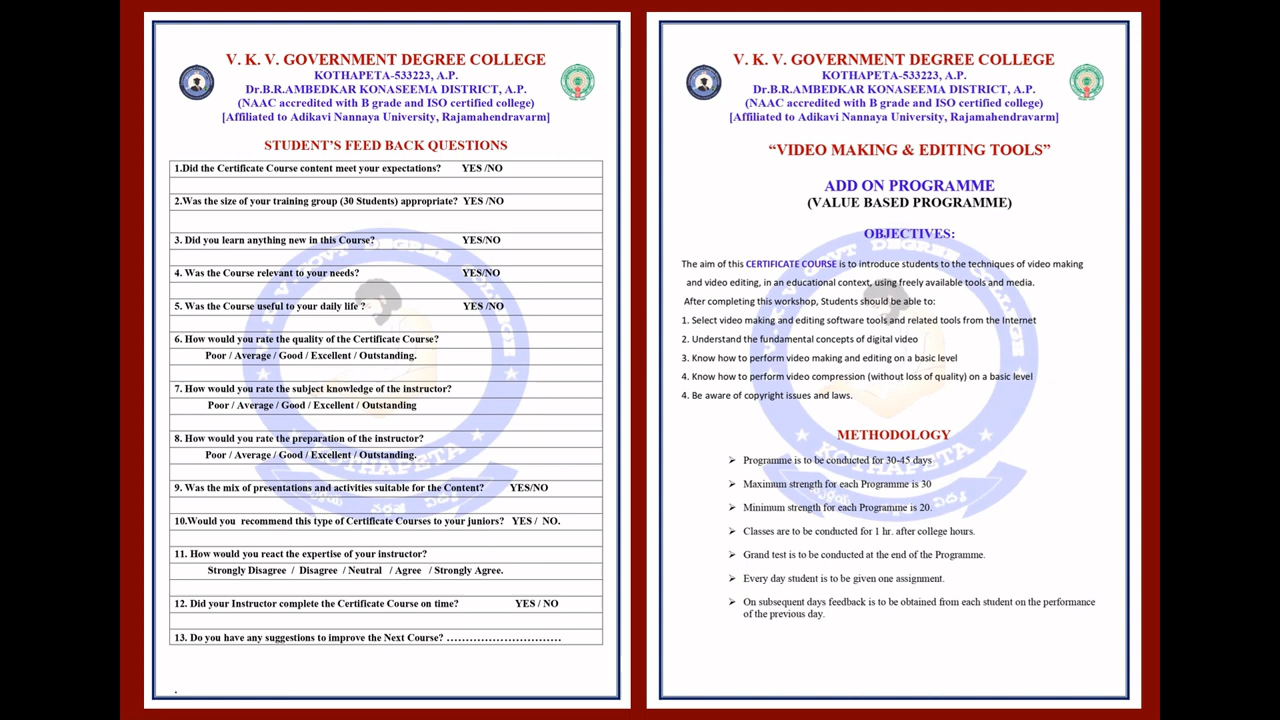 V. K. V. GOVERNMENT DEGREE COLLEGE
KOTHAPETA-533223, A.P.
Dr.B.R.AMBEDKAR KONASEEMA DISTRICT, A.P.
(NAAC accredited with B grade and ISO certified college)
[Affiliated to Adikavi Nannaya University, Rajamahendravarm]
STUDENT'S FEED BACK QUESTIONS
1.Did the Certificate Course content meet your expectations? YES /NO
2.Was the size of your training group (30 Students) appropriate? YES /NO
3. Did you learn anything new in this Course? YES/NO
4. Was the Course relevant to your needs? YES/NO
5. Was the Course useful to your daily life ? YES /NO
6. How would you rate the quality of the Certificate Course?
Poor / Average / Good / Excellent / Outstanding.
7. How would you rate the subject knowledge of the instructor?
Poor / Average / Good / Excellent / Outstanding
8. How would you rate the preparation of the instructor?
Poor / Average / Good / Excellent / Outstanding.
9. Was the mix of presentations and activities suitable for the Content? YES/NO
10.Would you recommend this type of Certificate Courses to your juniors? YES / NO.
11. How would you react the expertise of your instructor?
Strongly Disagree / Disagree / Neutral / Agree / Strongly Agree.
12. Did your Instructor complete the Certificate Course on time? YES / NO
13. Do you have any suggestions to improve the Next Course? ……………………………
V. K. V. GOVERNMENT DEGREE COLLEGE
KOTHAPETA-533223, A.P.
Dr.B.R.AMBEDKAR KONASEEMA DISTRICT, A.P.
(NAAC accredited with B grade and ISO certified college)
[Affiliated to Adikavi Nannaya University, Rajamahendravarm]
“VIDEO MAKING & EDITING TOOLS”
ADD ON PROGRAMME
(VALUE BASED PROGRAMME)
OBJECTIVES:
The aim of this CERTIFICATE COURSE is to introduce students to the techniques of video making
and video editing, in an educational context, using freely available tools and media.
After completing this workshop, Students should be able to:
1. Select video making and editing software tools and related tools from the Internet
2. Understand the fundamental concepts of digital video
3. Know how to perform video making and editing on a basic level
4. Know how to perform video compression (without loss of quality) on a basic level
4. Be aware of copyright issues and laws.
METHODOLOGY
➢ Programme is to be conducted for 30-45 days
➢ Maximum strength for each Programme is 30
➢ Minimum strength for each Programme is 20.
➢ Classes are to be conducted for 1 hr. after college hours.
➢ Grand test is to be conducted at the end of the Programme.
➢ Every day student is to be given one assignment.
➢ On subsequent days feedback is to be obtained from each student on the performance
of the previous day.